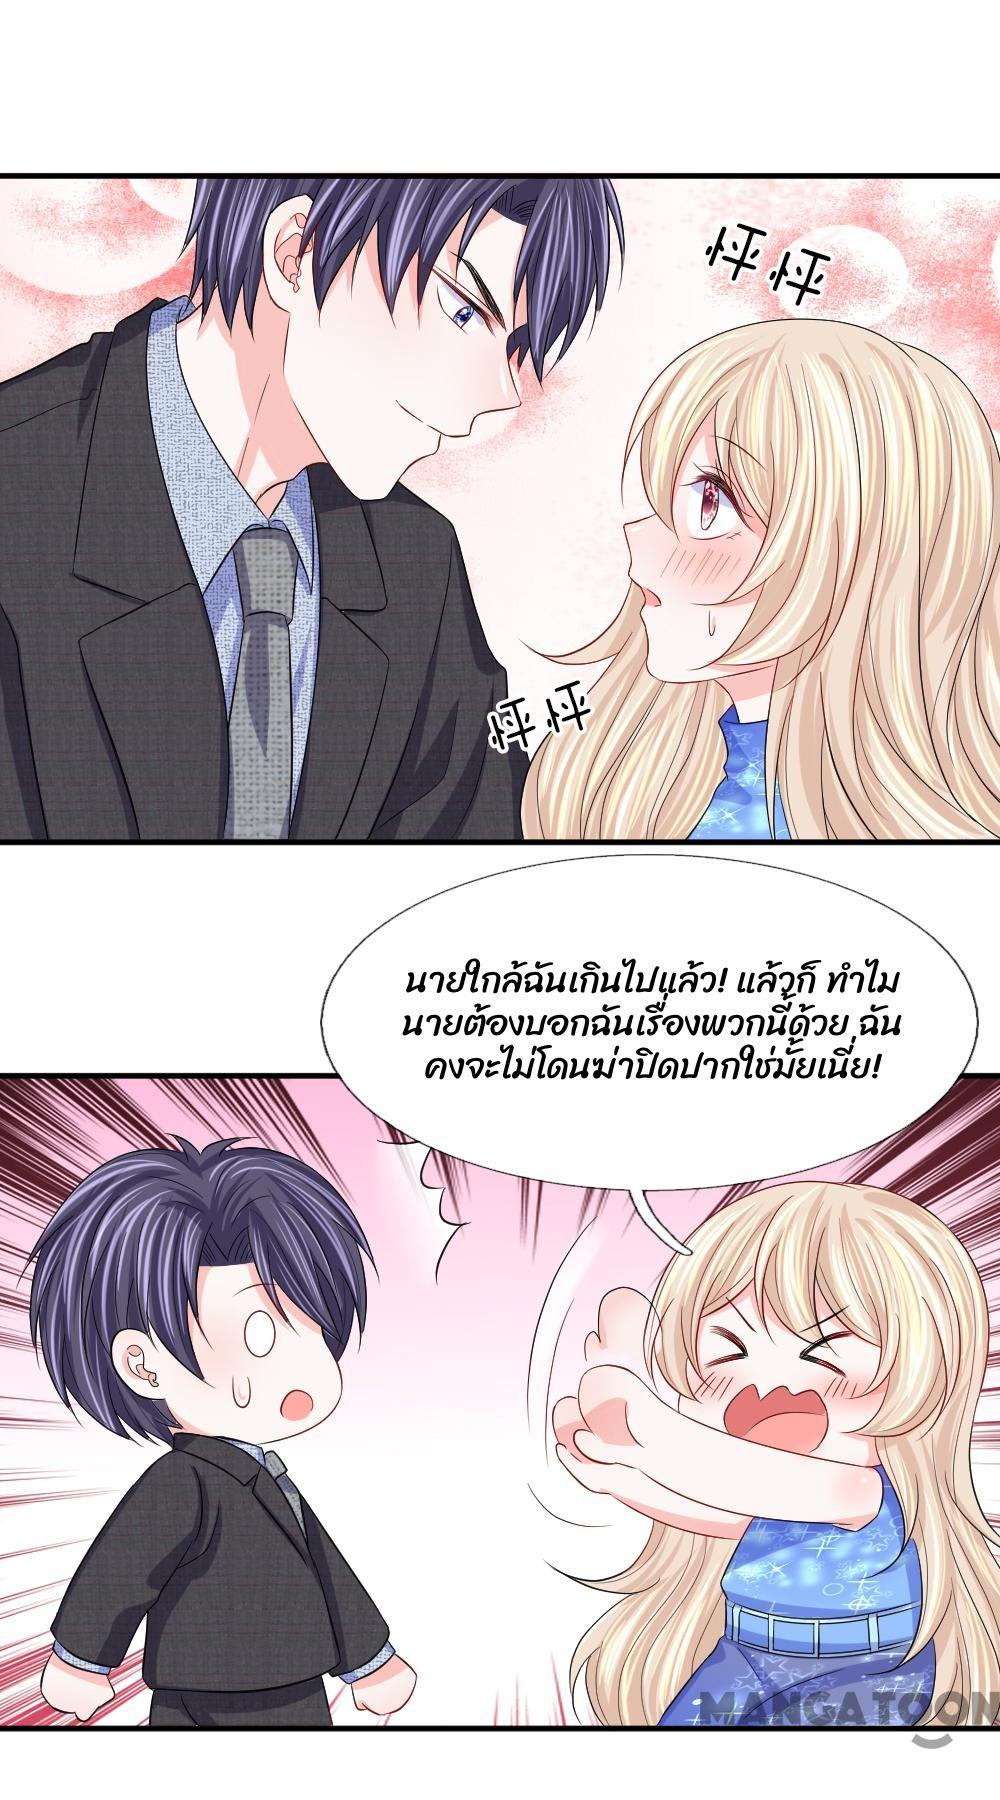 怦怦
怦怦
นายใกล้ฉันเกินไปแล้ว! แล้วก็ ทำไม
นายต้องบอกฉันเรื่องพวกนี้ด้วย ฉัน
คงจะไม่โดนฆ่าปิดปากใช่มั้ยเนี่ย!
MANGATOON